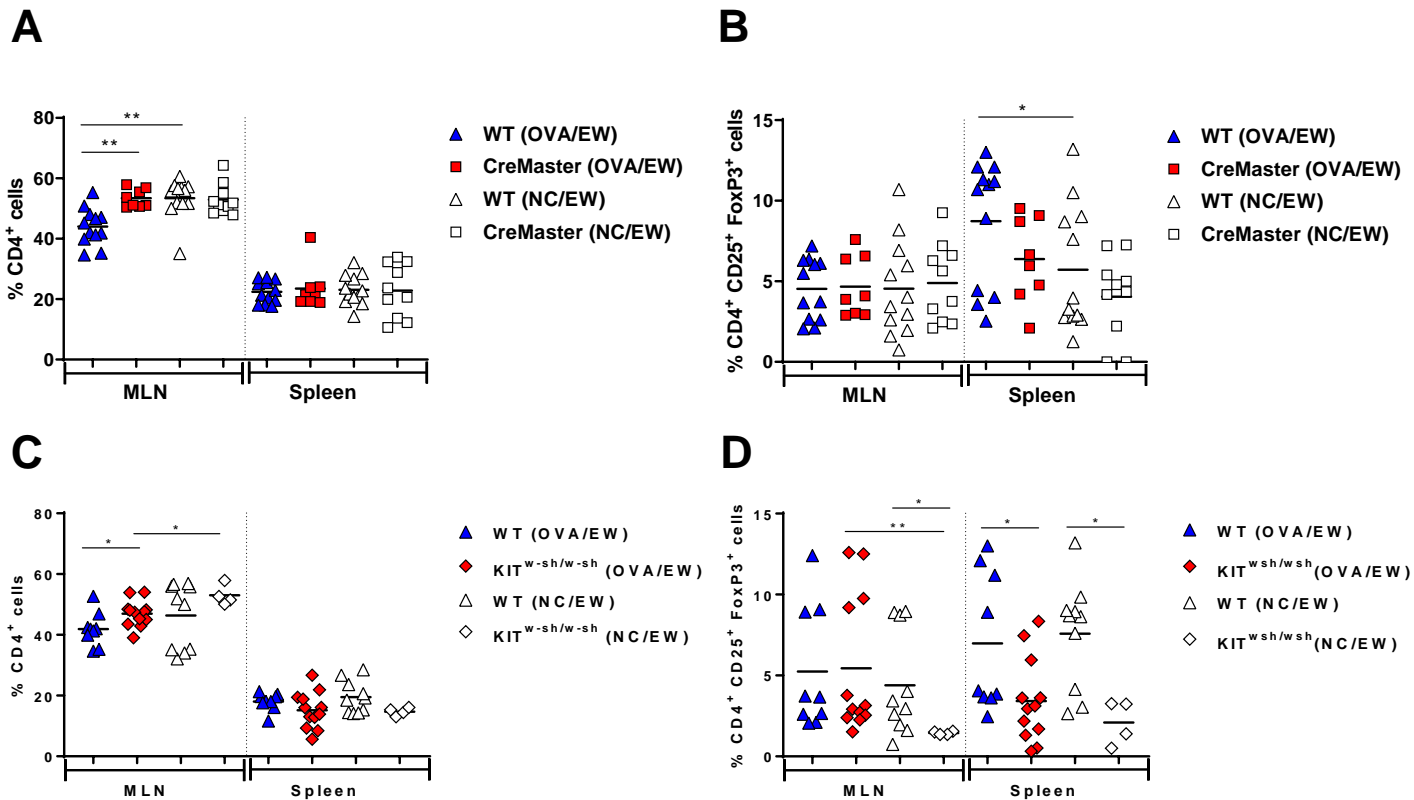 A
% CD4⁺ cells
80
60
40
20
0
**
**
MLN
Spleen
WT (OVA/EW)
CreMaster (OVA/EW)
WT (NC/EW)
CreMaster (NC/EW)
B
% CD4⁺ CD25⁺ FoxP3⁺ cells
15
10
5
0
*
MLN
Spleen
WT (OVA/EW)
CreMaster (OVA/EW)
WT (NC/EW)
CreMaster (NC/EW)
C
% CD4⁺ cells
80
60
40
20
0
*
*
MLN
Spleen
WT (OVA/EW)
KITʷ⁻ˢʰ/ʷ⁻ˢʰ (OVA/EW)
WT (NC/EW)
KITʷ⁻ˢʰ/ʷ⁻ˢʰ (NC/EW)
D
% CD4⁺ CD25⁺ FoxP3⁺ cells
15
10
5
0
*
**
*
*
MLN
Spleen
WT (OVA/EW)
KITʷˢʰ/ʷˢʰ (OVA/EW)
WT (NC/EW)
KITʷˢʰ/ʷˢʰ (NC/EW)